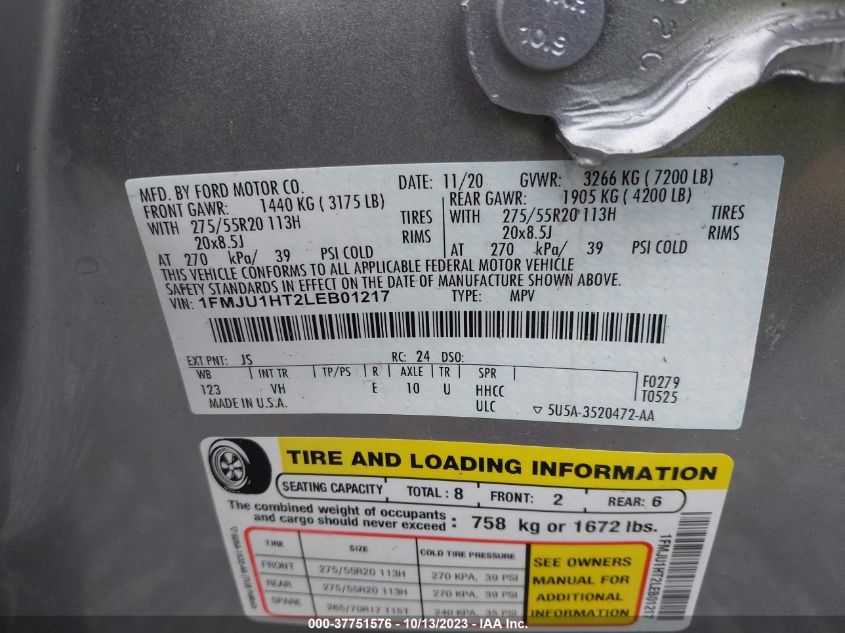 10.9
MFD. BY FORD MOTOR CO.
DATE: 11/20 GVWR: 3266 KG ( 7200 LB)
FRONT GAWR: 1440 KG ( 3175 LB)
REAR GAWR: 1905 KG ( 4200 LB)
WITH 275/55R20 113H TIRES
WITH 275/55R20 113H TIRES
20x8.5J RIMS
20x8.5J RIMS
AT 270 kPa/ 39 PSI COLD
AT 270 kPa/ 39 PSI COLD
THIS VEHICLE CONFORMS TO ALL APPLICABLE FEDERAL MOTOR VEHICLE
SAFETY STANDARDS IN EFFECT ON THE DATE OF MANUFACTURE SHOWN ABOVE.
VIN: 1FMJU1HT2LEB01217 TYPE: MPV
EXT PNT: JS RC: 24 DSO:
WB INT TR TP/PS R AXLE TR SPR
123 VH E 10 U HHCC
F0279
T0525
MADE IN U.S.A. ULC ▽ 5U5A-3520472-AA
TIRE AND LOADING INFORMATION
SEATING CAPACITY TOTAL : 8 FRONT: 2 REAR: 6
The combined weight of occupants
and cargo should never exceed : 758 kg or 1672 lbs.
TIRE SIZE COLD TIRE PRESSURE
FRONT 275/55R20 113H 270 KPA, 39 PSI
REAR 275/55R20 113H 270 KPA, 39 PSI
SPARE 265/70R17 115T 240 KPA, 35 PSI
SEE OWNERS
MANUAL FOR
ADDITIONAL
INFORMATION
1FMJU1HT2LEB01217
000-37751576 - 10/13/2023 - IAA Inc.